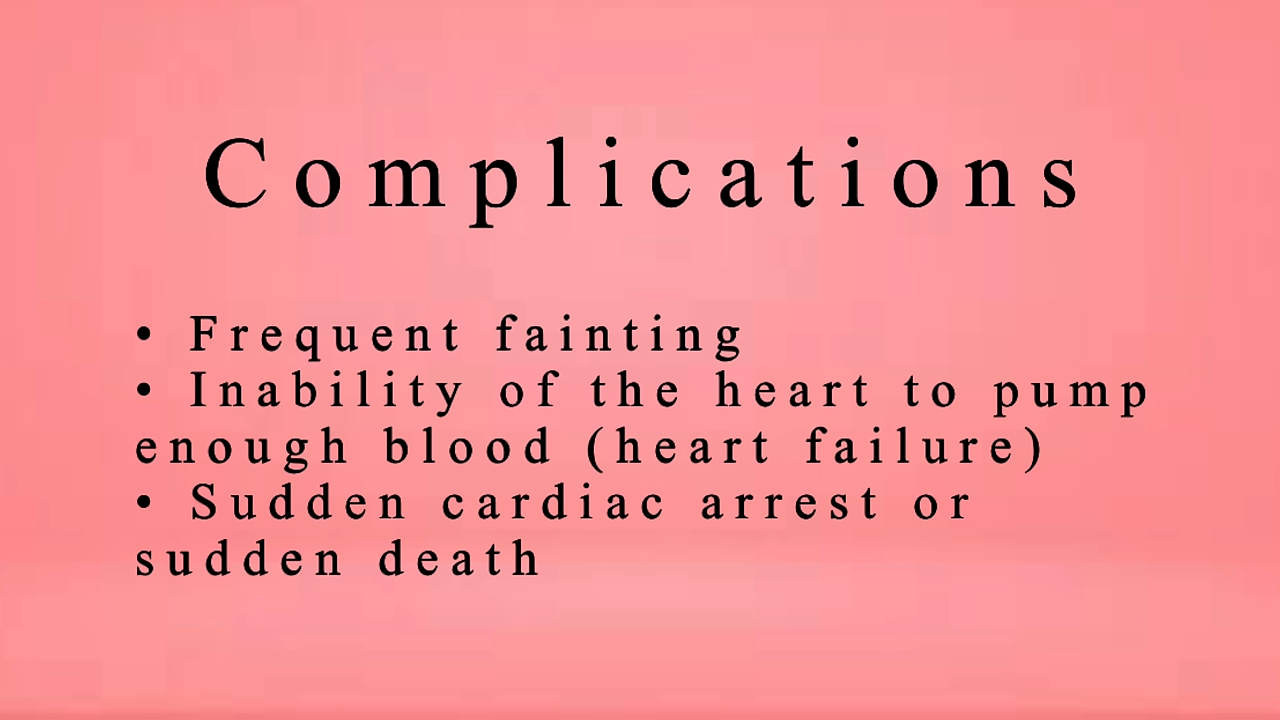 Complications
• Frequent fainting
• Inability of the heart to pump
enough blood (heart failure)
• Sudden cardiac arrest or
sudden death